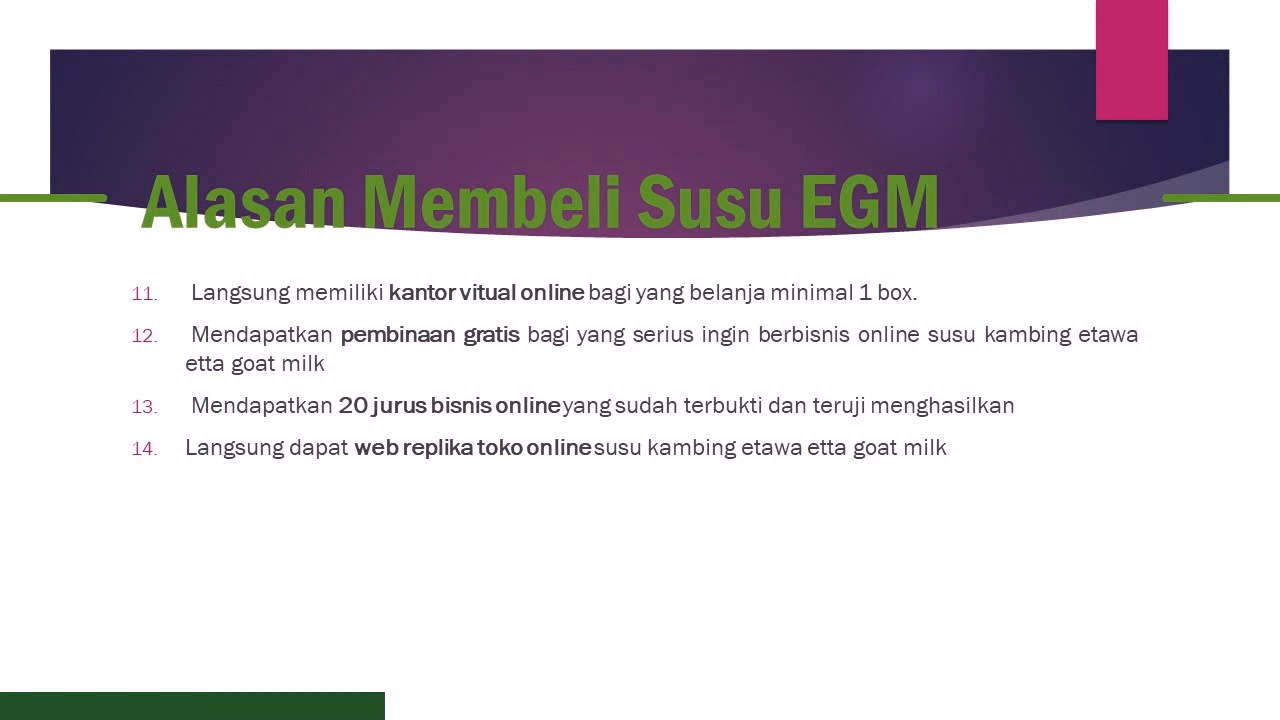 Alasan Membeli Susu EGM
11. Langsung memiliki kantor vitual online bagi yang belanja minimal 1 box.
12. Mendapatkan pembinaan gratis bagi yang serius ingin berbisnis online susu kambing etawa
etta goat milk
13. Mendapatkan 20 jurus bisnis online yang sudah terbukti dan teruji menghasilkan
14. Langsung dapat web replika toko online susu kambing etawa etta goat milk